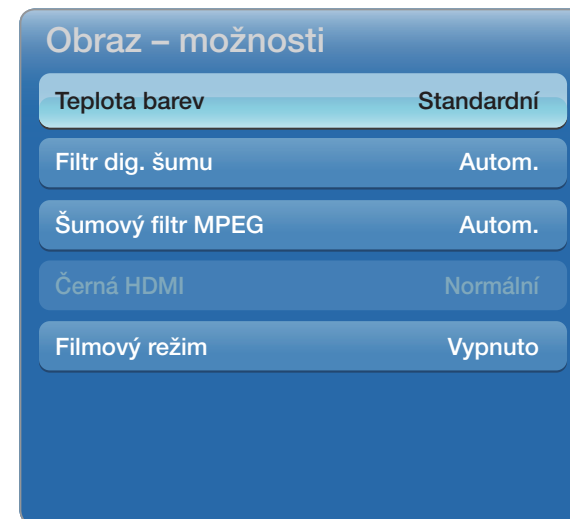 Obraz – možnosti
Teplota barev Standardní
Filtr dig. šumu Autom.
Šumový filtr MPEG Autom.
Černá HDMI Normální
Filmový režim Vypnuto